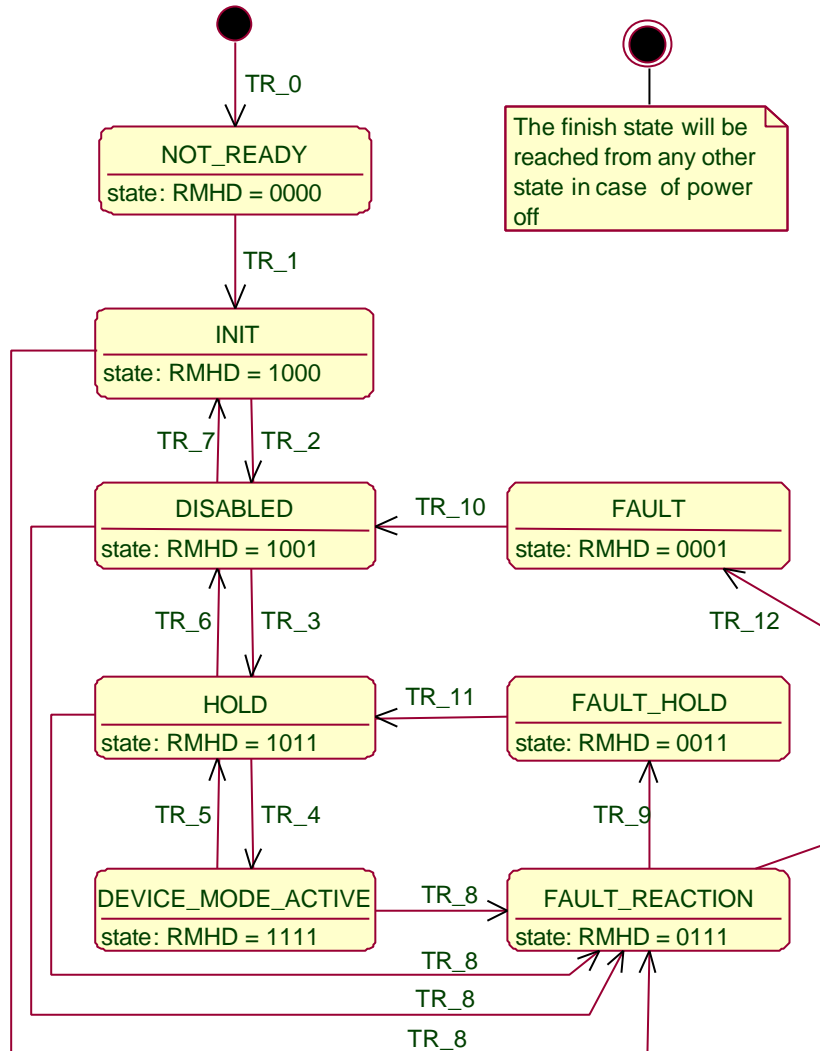 TR_0
NOT_READY
state: RMHD = 0000
The finish state will be
reached from any other
state in case of power
off
TR_1
INIT
state: RMHD = 1000
TR_7
TR_2
DISABLED
state: RMHD = 1001
TR_10
FAULT
state: RMHD = 0001
TR_6
TR_3
TR_12
HOLD
state: RMHD = 1011
TR_11
FAULT_HOLD
state: RMHD = 0011
TR_5
TR_4
TR_9
DEVICE_MODE_ACTIVE
state: RMHD = 1111
TR_8
FAULT_REACTION
state: RMHD = 0111
TR_8
TR_8
TR_8